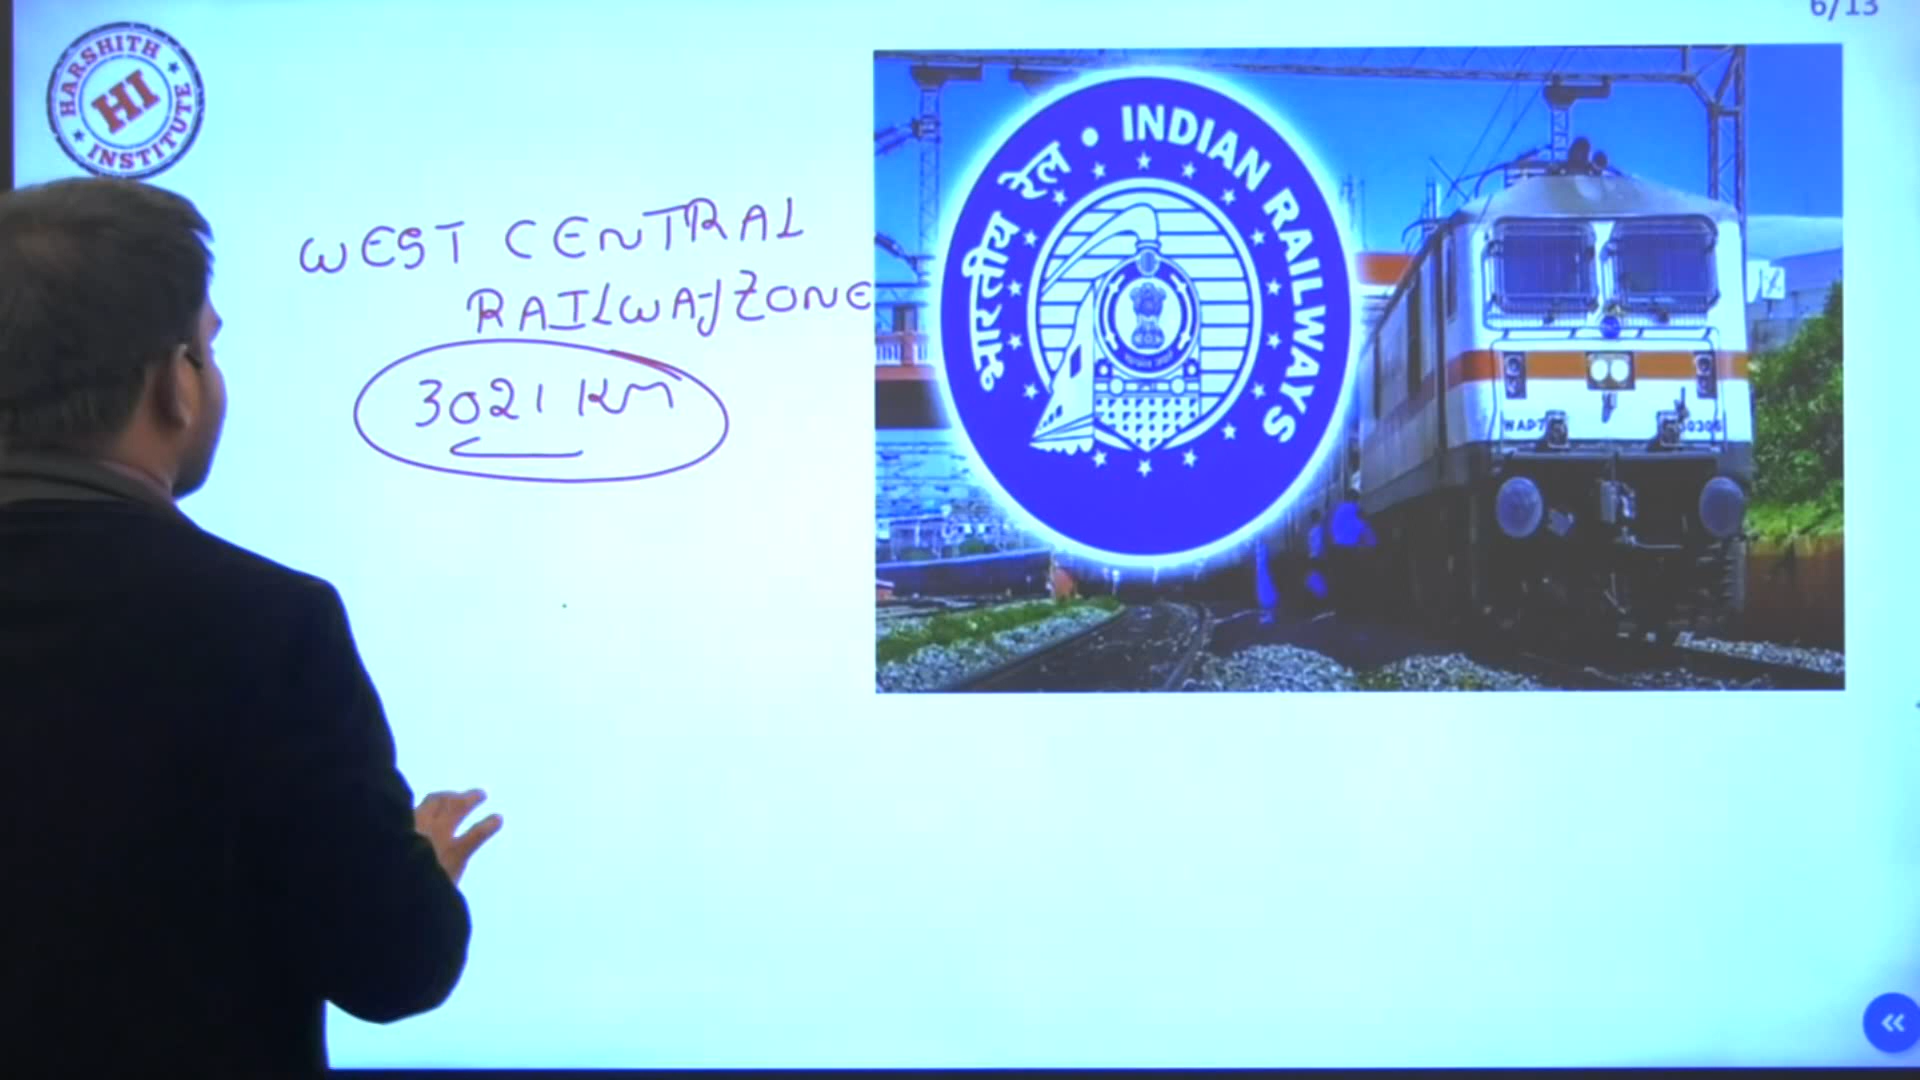 6/13
HARSHITH
HI
INSTITUTE
WEST CENTRAL
RAILWAY ZONE
3021 KM
भारतीय रेल • INDIAN RAILWAYS
WAP7